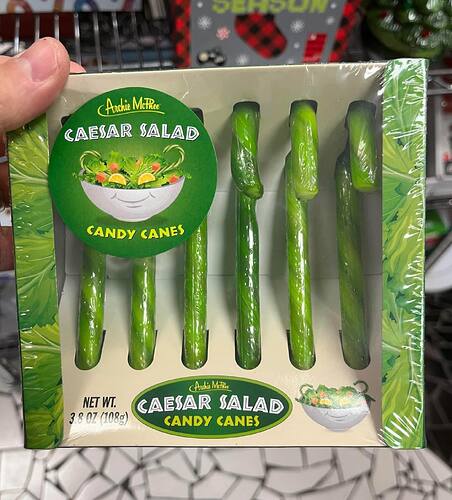 SEASON
Archie McPhee
CAESAR SALAD
CANDY CANES
Archie McPhee
CAESAR SALAD
CANDY CANES
NET WT.
3.8 OZ (108g)